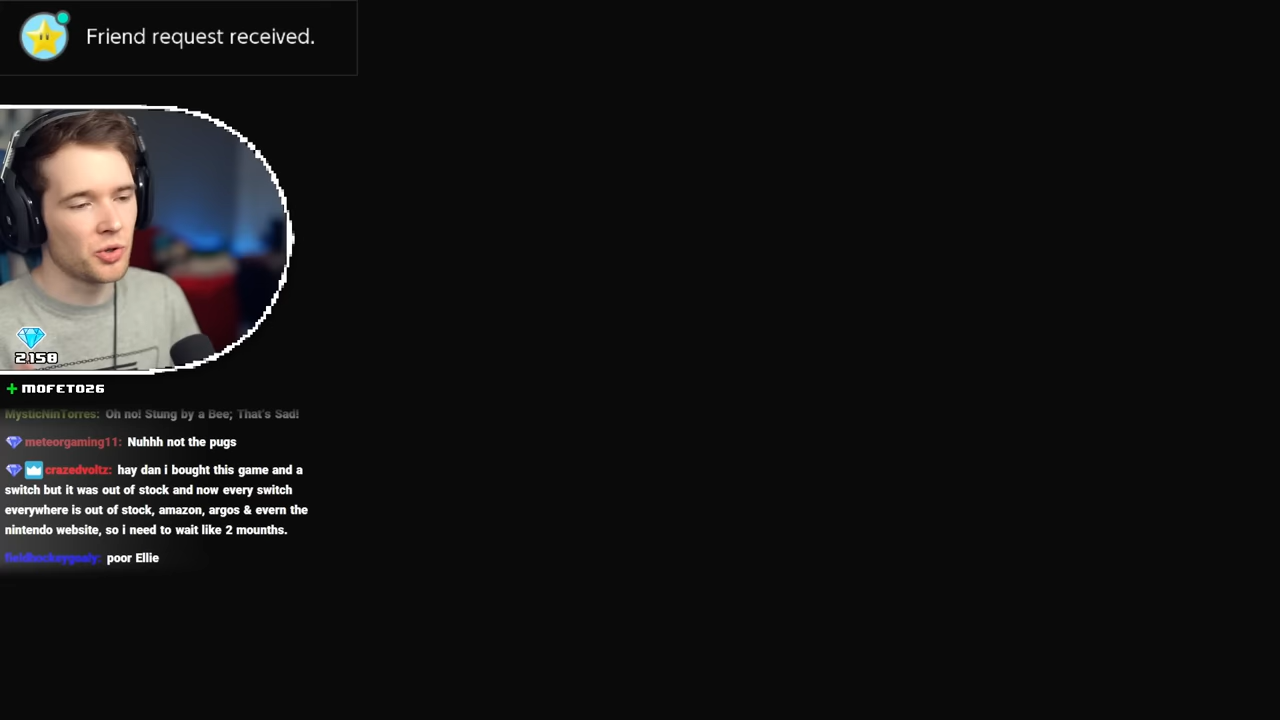 Friend request received.
2158
+ MOFETO26
MysticNinTorres: Oh no! Stung by a Bee; That's Sad!
meteorgaming11: Nuhhh not the pugs
crazedvoltz: hay dan i bought this game and a
switch but it was out of stock and now every switch
everywhere is out of stock, amazon, argos & evern the
nintendo website, so i need to wait like 2 mounths.
fieldhockeygoaly: poor Ellie